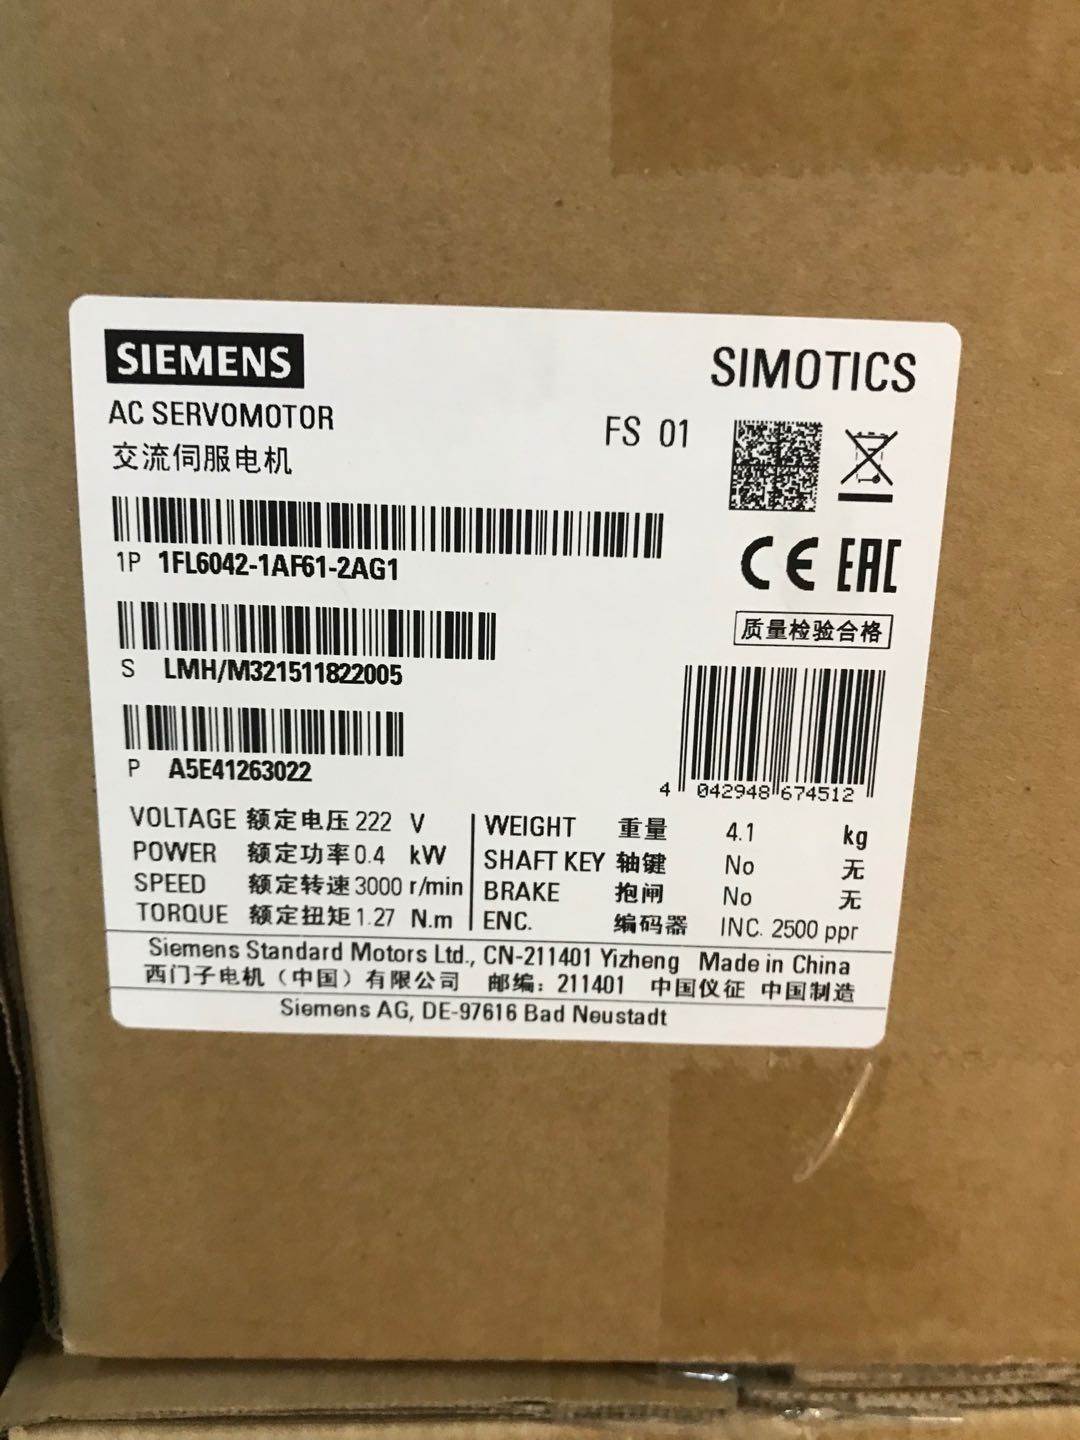 SIEMENS
SIMOTICS
AC SERVOMOTOR
FS 01
交流伺服电机
1P 1FL6042-1AF61-2AG1
质量检验合格
S LMH/M321511822005
P A5E41263022
4 042948 674512
VOLTAGE 额定电压 222 V
POWER 额定功率 0.4 kW
SPEED 额定转速 3000 r/min
TORQUE 额定扭矩 1.27 N.m
WEIGHT 重量 4.1 kg
SHAFT KEY 轴键 No 无
BRAKE 抱闸 No 无
ENC. 编码器 INC. 2500 ppr
Siemens Standard Motors Ltd., CN-211401 Yizheng Made in China
西门子电机（中国）有限公司 邮编：211401 中国仪征 中国制造
Siemens AG, DE-97616 Bad Neustadt
CE EAC